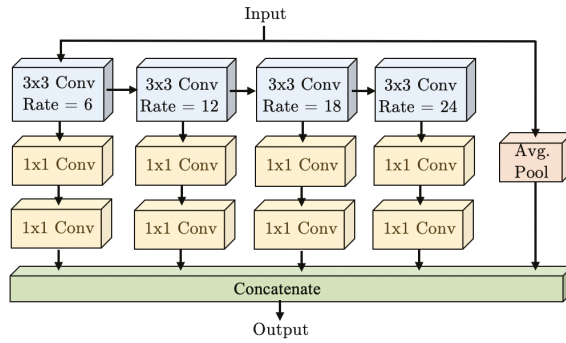 Input
3x3 Conv
Rate = 6
3x3 Conv
Rate = 12
3x3 Conv
Rate = 18
3x3 Conv
Rate = 24
1x1 Conv
1x1 Conv
1x1 Conv
1x1 Conv
Avg.
Pool
1x1 Conv
1x1 Conv
1x1 Conv
1x1 Conv
Concatenate
Output